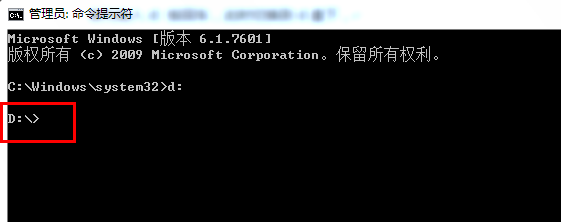 管理员: 命令提示符
Microsoft Windows [版本 6.1.7601]
版权所有 (c) 2009 Microsoft Corporation。保留所有权利。
C:\Windows\system32>d:
D:\>